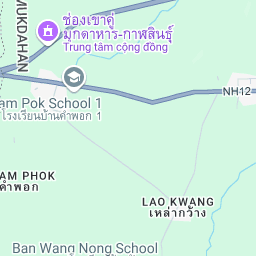 MUKDAHAN
ช่องเขาคู่
มุกดาหาร-กาฬสินธุ์
Trung tâm cộng đồng
am Pok School 1
โรงเรียนบ้านคำพอก 1
NH12
AM PHOK
คำพอก
LAO KWANG
เหล่ากว้าง
Ban Wang Nong School